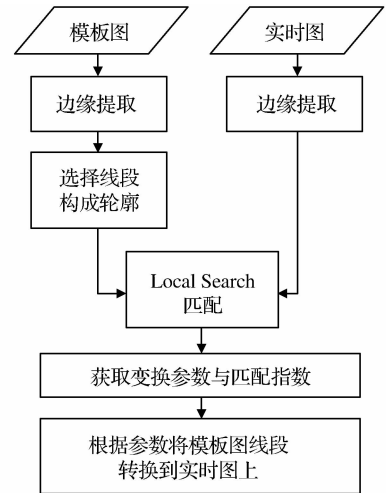 模板图
实时图
边缘提取
边缘提取
选择线段
构成轮廓
Local Search
匹配
获取变换参数与匹配指数
根据参数将模板图线段
转换到实时图上